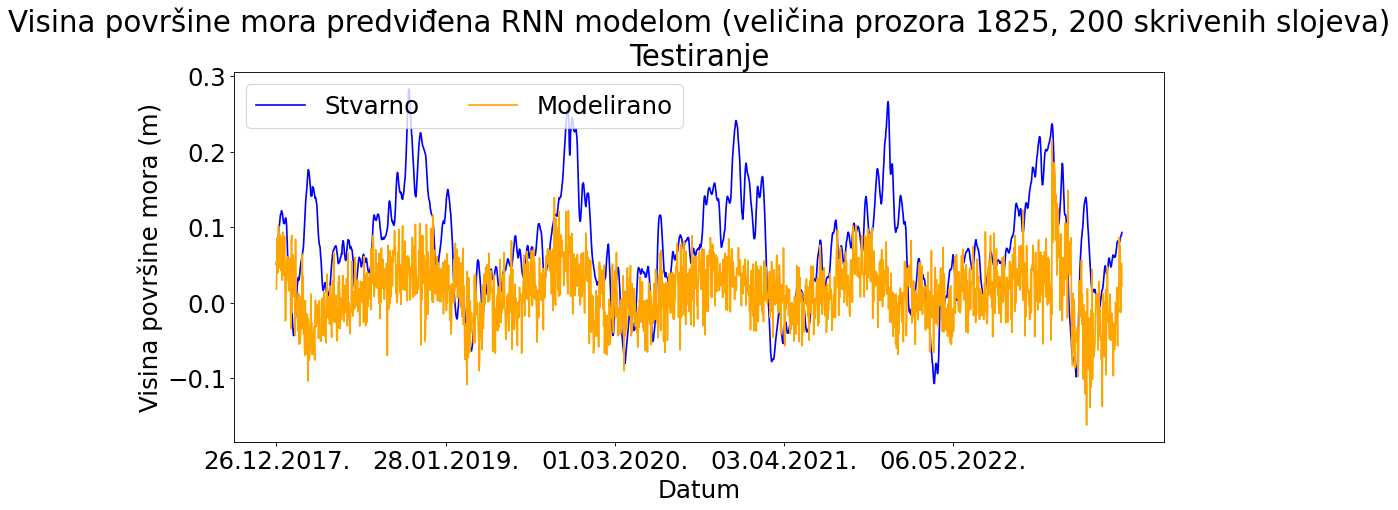 Visina površine mora predviđena RNN modelom (veličina prozora 1825, 200 skrivenih slojeva)
Testiranje
Visina površine mora (m)
0.3
0.2
0.1
0.0
−0.1
Stvarno
Modelirano
26.12.2017.
28.01.2019.
01.03.2020.
03.04.2021.
06.05.2022.
Datum